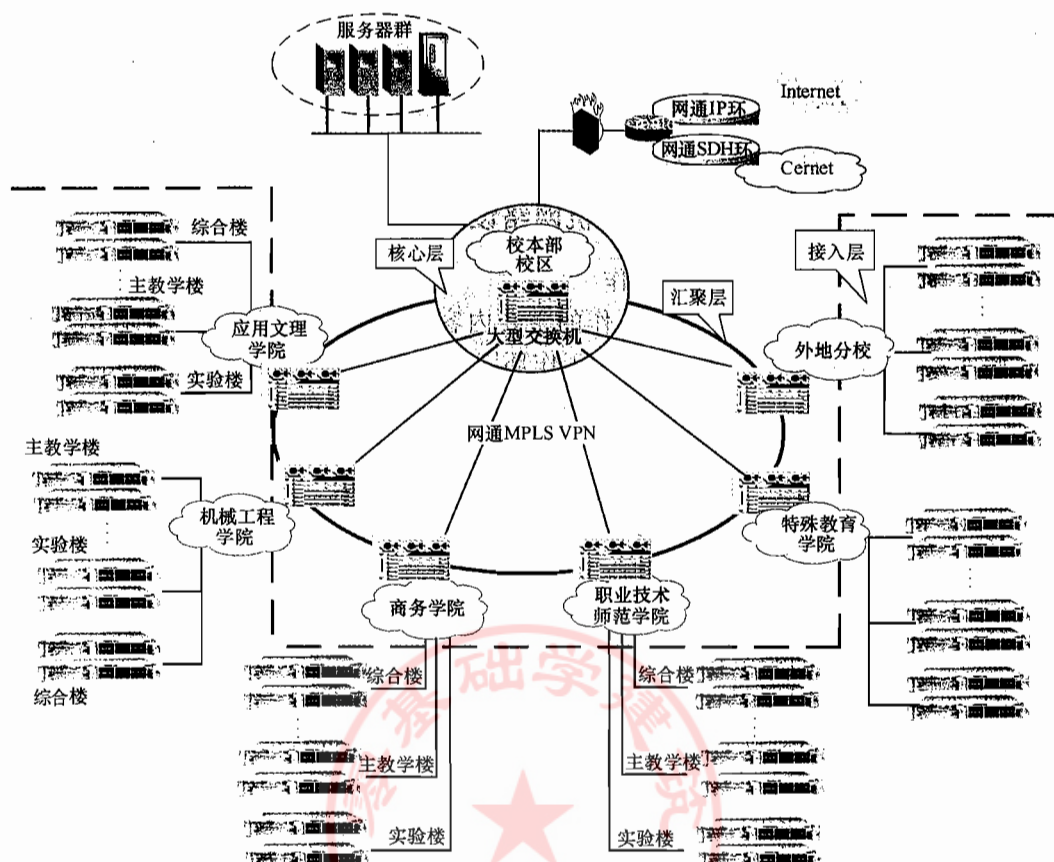 服务器群
网通IP环
Internet
网通SDH环
Cernet
核心层
校本部
校区
大型交换机
汇聚层
接入层
综合楼
主教学楼
实验楼
应用文理
学院
外地分校
网通MPLS VPN
主教学楼
实验楼
综合楼
机械工程
学院
特殊教育
学院
商务学院
职业技术
师范学院
综合楼
主教学楼
实验楼
综合楼
主教学楼
实验楼
基础学建筑